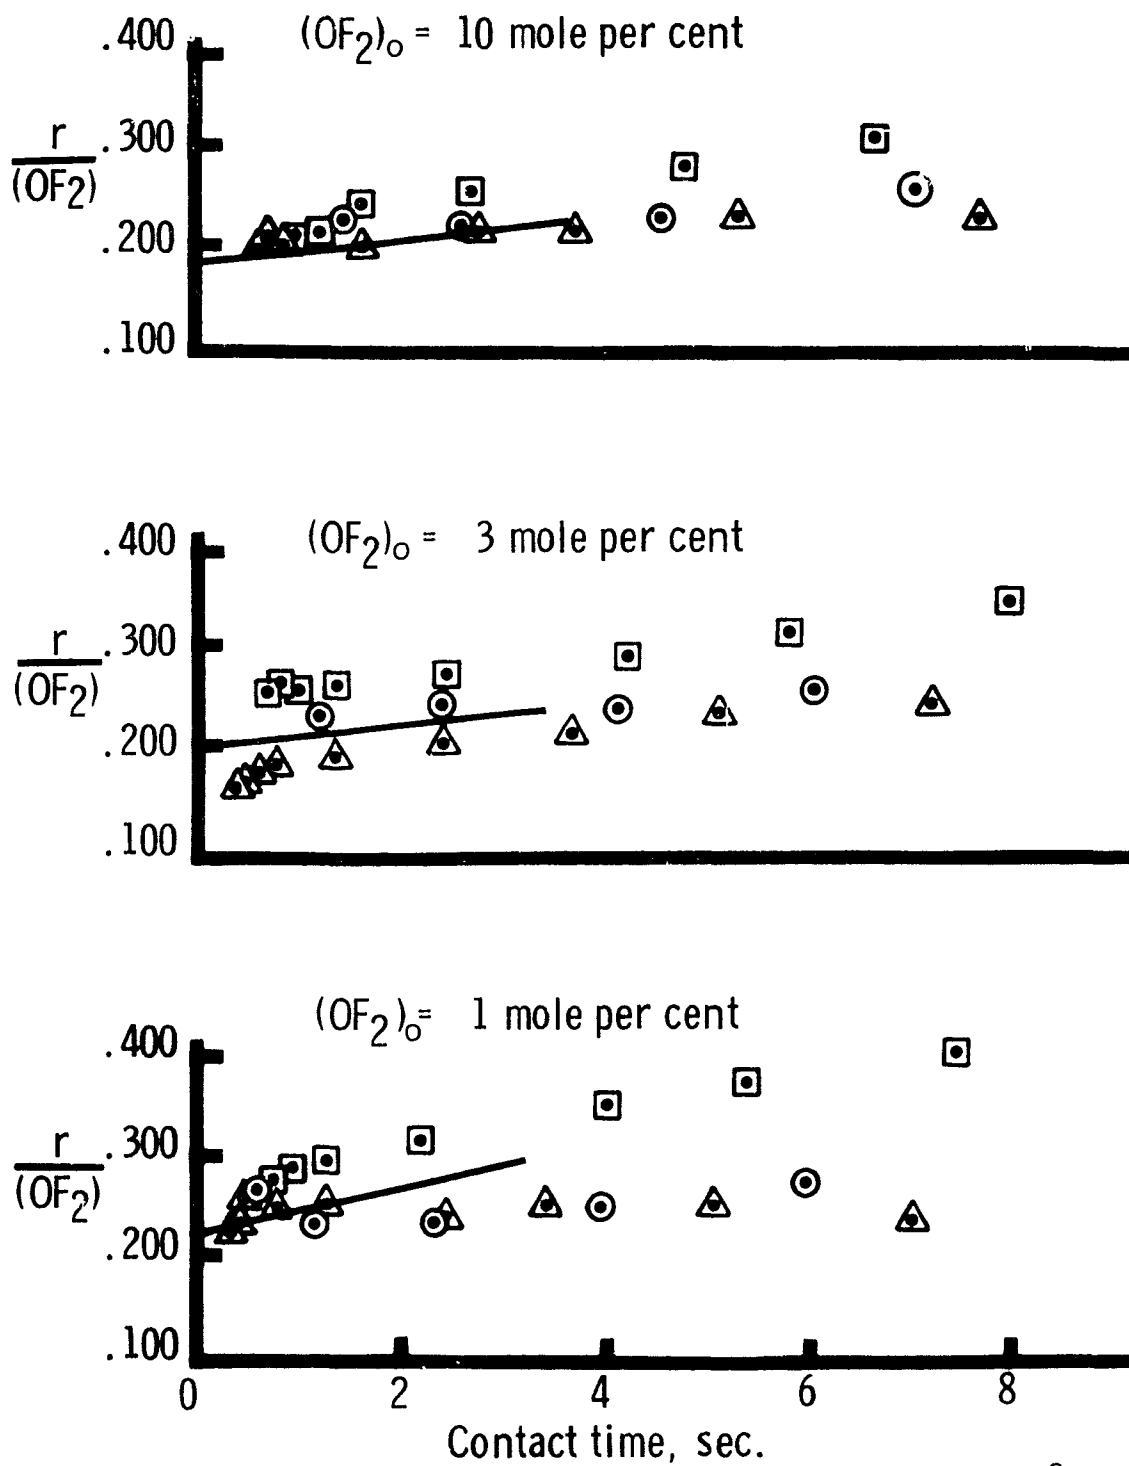 (OF2)o = 10 mole per cent
.400
.300
.200
.100
r
(OF2)
(OF2)o = 3 mole per cent
.400
.300
.200
.100
r
(OF2)
(OF2)o = 1 mole per cent
.400
.300
.200
.100
r
(OF2)
0 2 4 6 8
Contact time, sec.